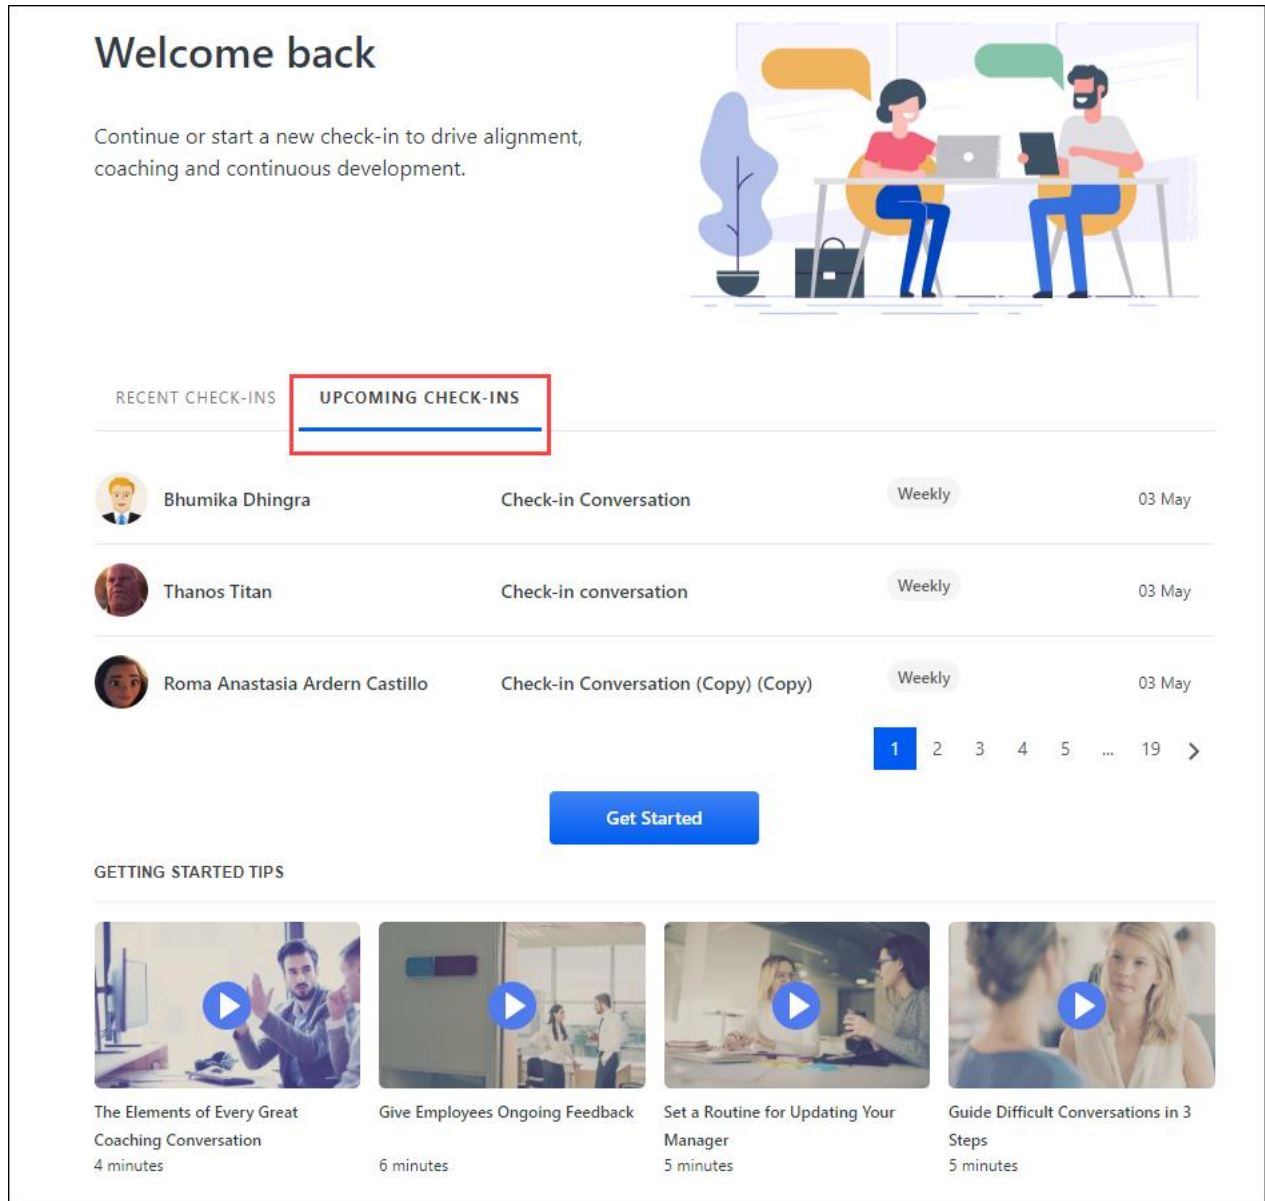 Welcome back
Continue or start a new check-in to drive alignment,
coaching and continuous development.
RECENT CHECK-INS UPCOMING CHECK-INS
Bhumika Dhingra Check-in Conversation Weekly 03 May
Thanos Titan Check-in conversation Weekly 03 May
Roma Anastasia Ardern Castillo Check-in Conversation (Copy) (Copy) Weekly 03 May
1 2 3 4 5 ... 19 >
Get Started
GETTING STARTED TIPS
The Elements of Every Great
Coaching Conversation
4 minutes
Give Employees Ongoing Feedback
6 minutes
Set a Routine for Updating Your
Manager
5 minutes
Guide Difficult Conversations in 3
Steps
5 minutes